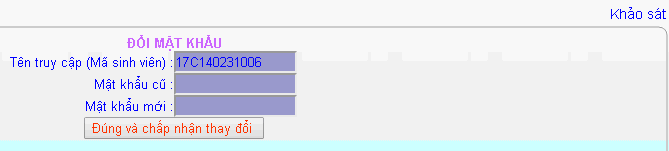 Khảo sát
ĐỔI MẬT KHẨU
Tên truy cập (Mã sinh viên) : 17C140231006
Mật khẩu cũ :
Mật khẩu mới :
Đúng và chấp nhận thay đổi